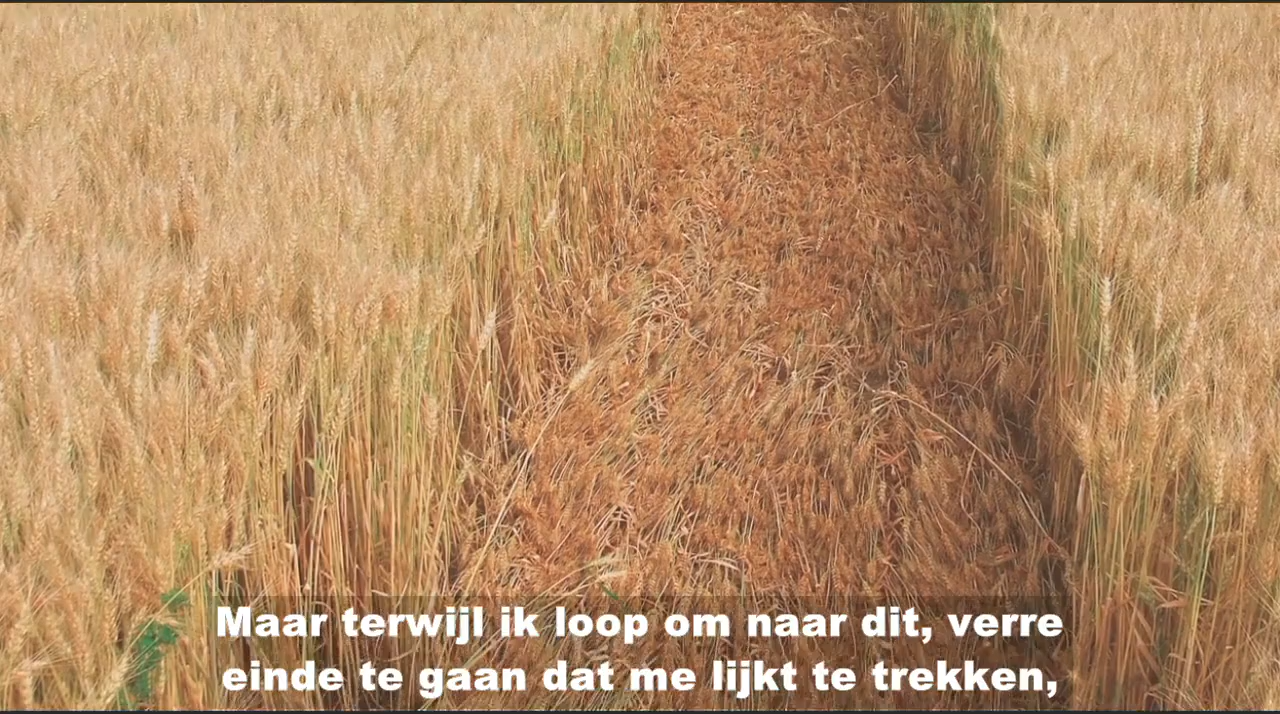 Maar terwijl ik loop om naar dit, verre
einde te gaan dat me lijkt te trekken,